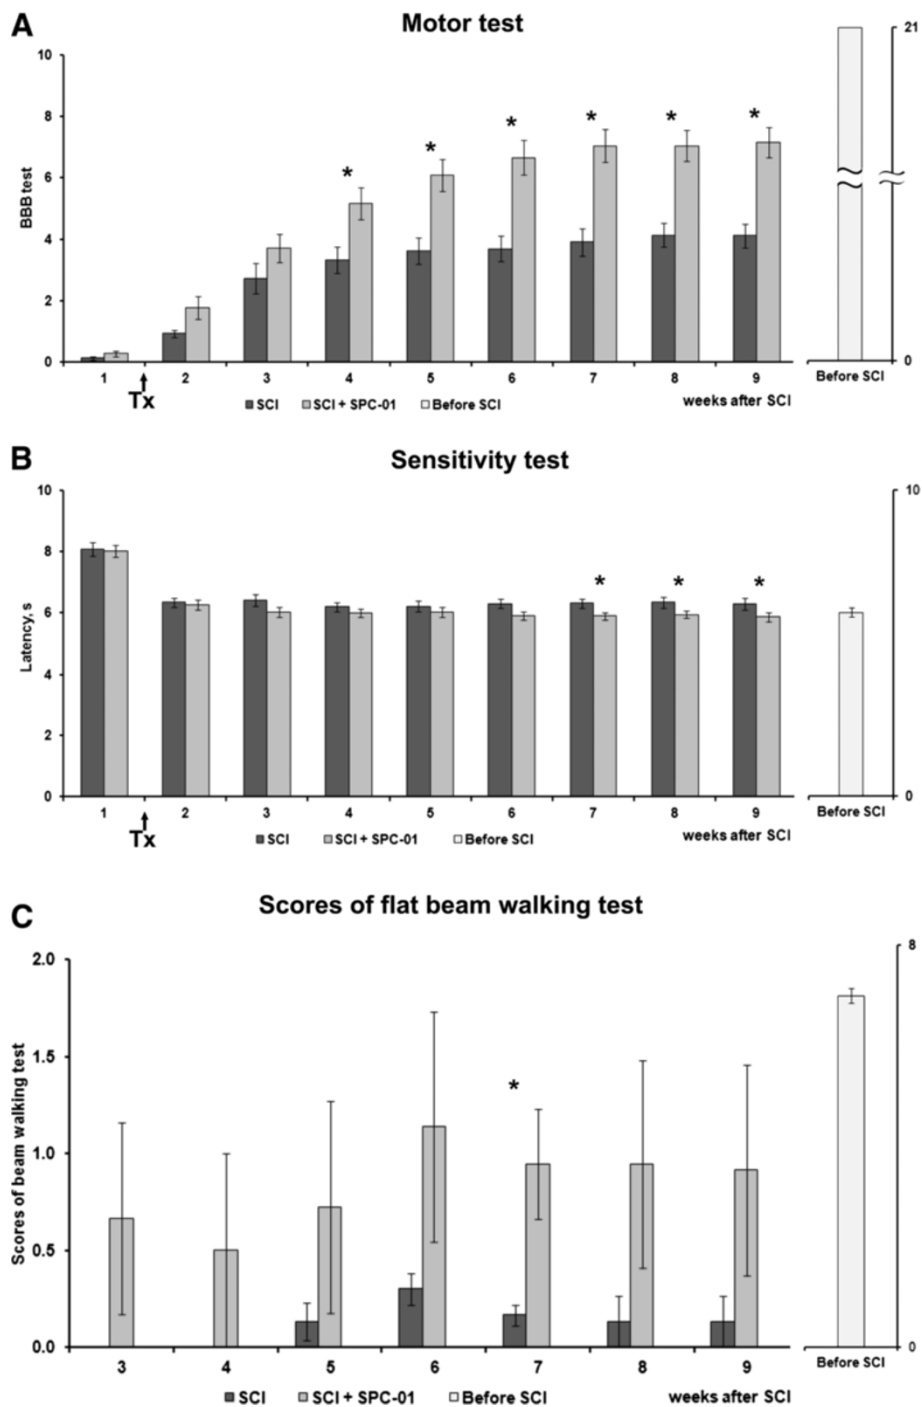 A
Motor test
21
10
8
6
4
2
0
BBB test
* * * * * *
0
1 2 3 4 5 6 7 8 9
Before SCI
Tx
weeks after SCI
SCI SCI + SPC-01 Before SCI
B
Sensitivity test
10
10
8
6
4
2
0
Latency, s
* * *
0
1 2 3 4 5 6 7 8 9
Before SCI
Tx
weeks after SCI
SCI SCI + SPC-01 Before SCI
C
Scores of flat beam walking test
8
2.0
1.5
1.0
0.5
0.0
Scores of beam walking test
*
0
3 4 5 6 7 8 9
Before SCI
SCI SCI + SPC-01 Before SCI weeks after SCI